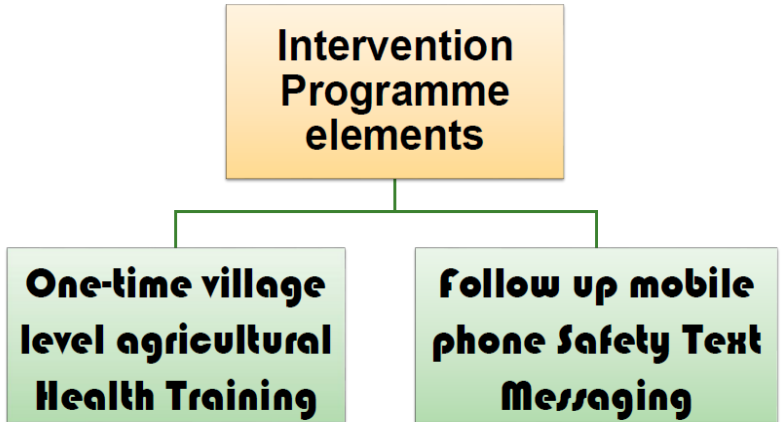 Intervention
Programme
elements
One-time village
level agricultural
Health Training
Follow up mobile
phone Safety Text
Messaging